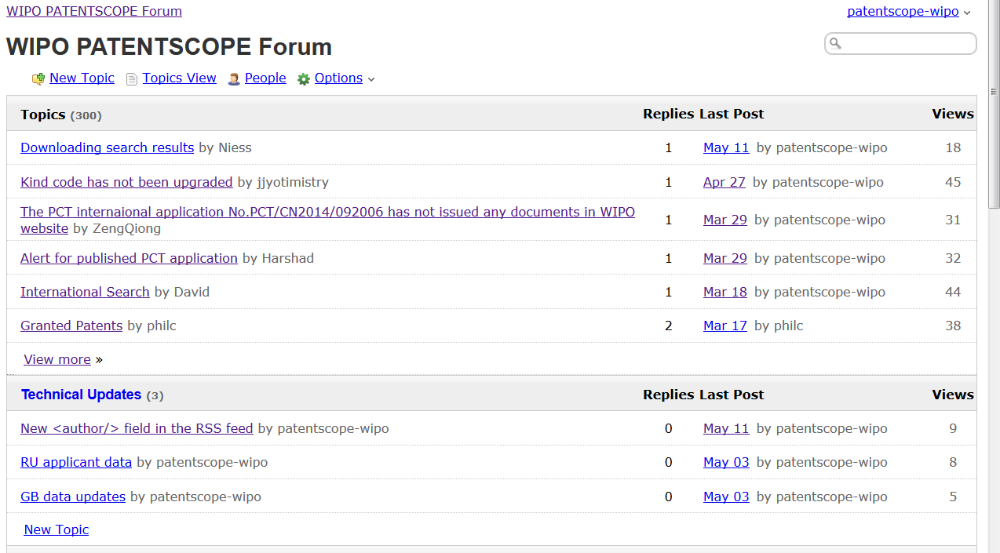 WIPO PATENTSCOPE Forum patentscope-wipo
WIPO PATENTSCOPE Forum
New Topic Topics View People Options
Topics (300) Replies Last Post Views
Downloading search results by Niess 1 May 11 by patentscope-wipo 18
Kind code has not been upgraded by jjyotimistry 1 Apr 27 by patentscope-wipo 45
The PCT internaional application No.PCT/CN2014/092006 has not issued any documents in WIPO
website by ZengQiong 1 Mar 29 by patentscope-wipo 31
Alert for published PCT application by Harshad 1 Mar 29 by patentscope-wipo 32
International Search by David 1 Mar 18 by patentscope-wipo 44
Granted Patents by philc 2 Mar 17 by philc 38
View more »
Technical Updates (3) Replies Last Post Views
New <author/> field in the RSS feed by patentscope-wipo 0 May 11 by patentscope-wipo 9
RU applicant data by patentscope-wipo 0 May 03 by patentscope-wipo 8
GB data updates by patentscope-wipo 0 May 03 by patentscope-wipo 5
New Topic